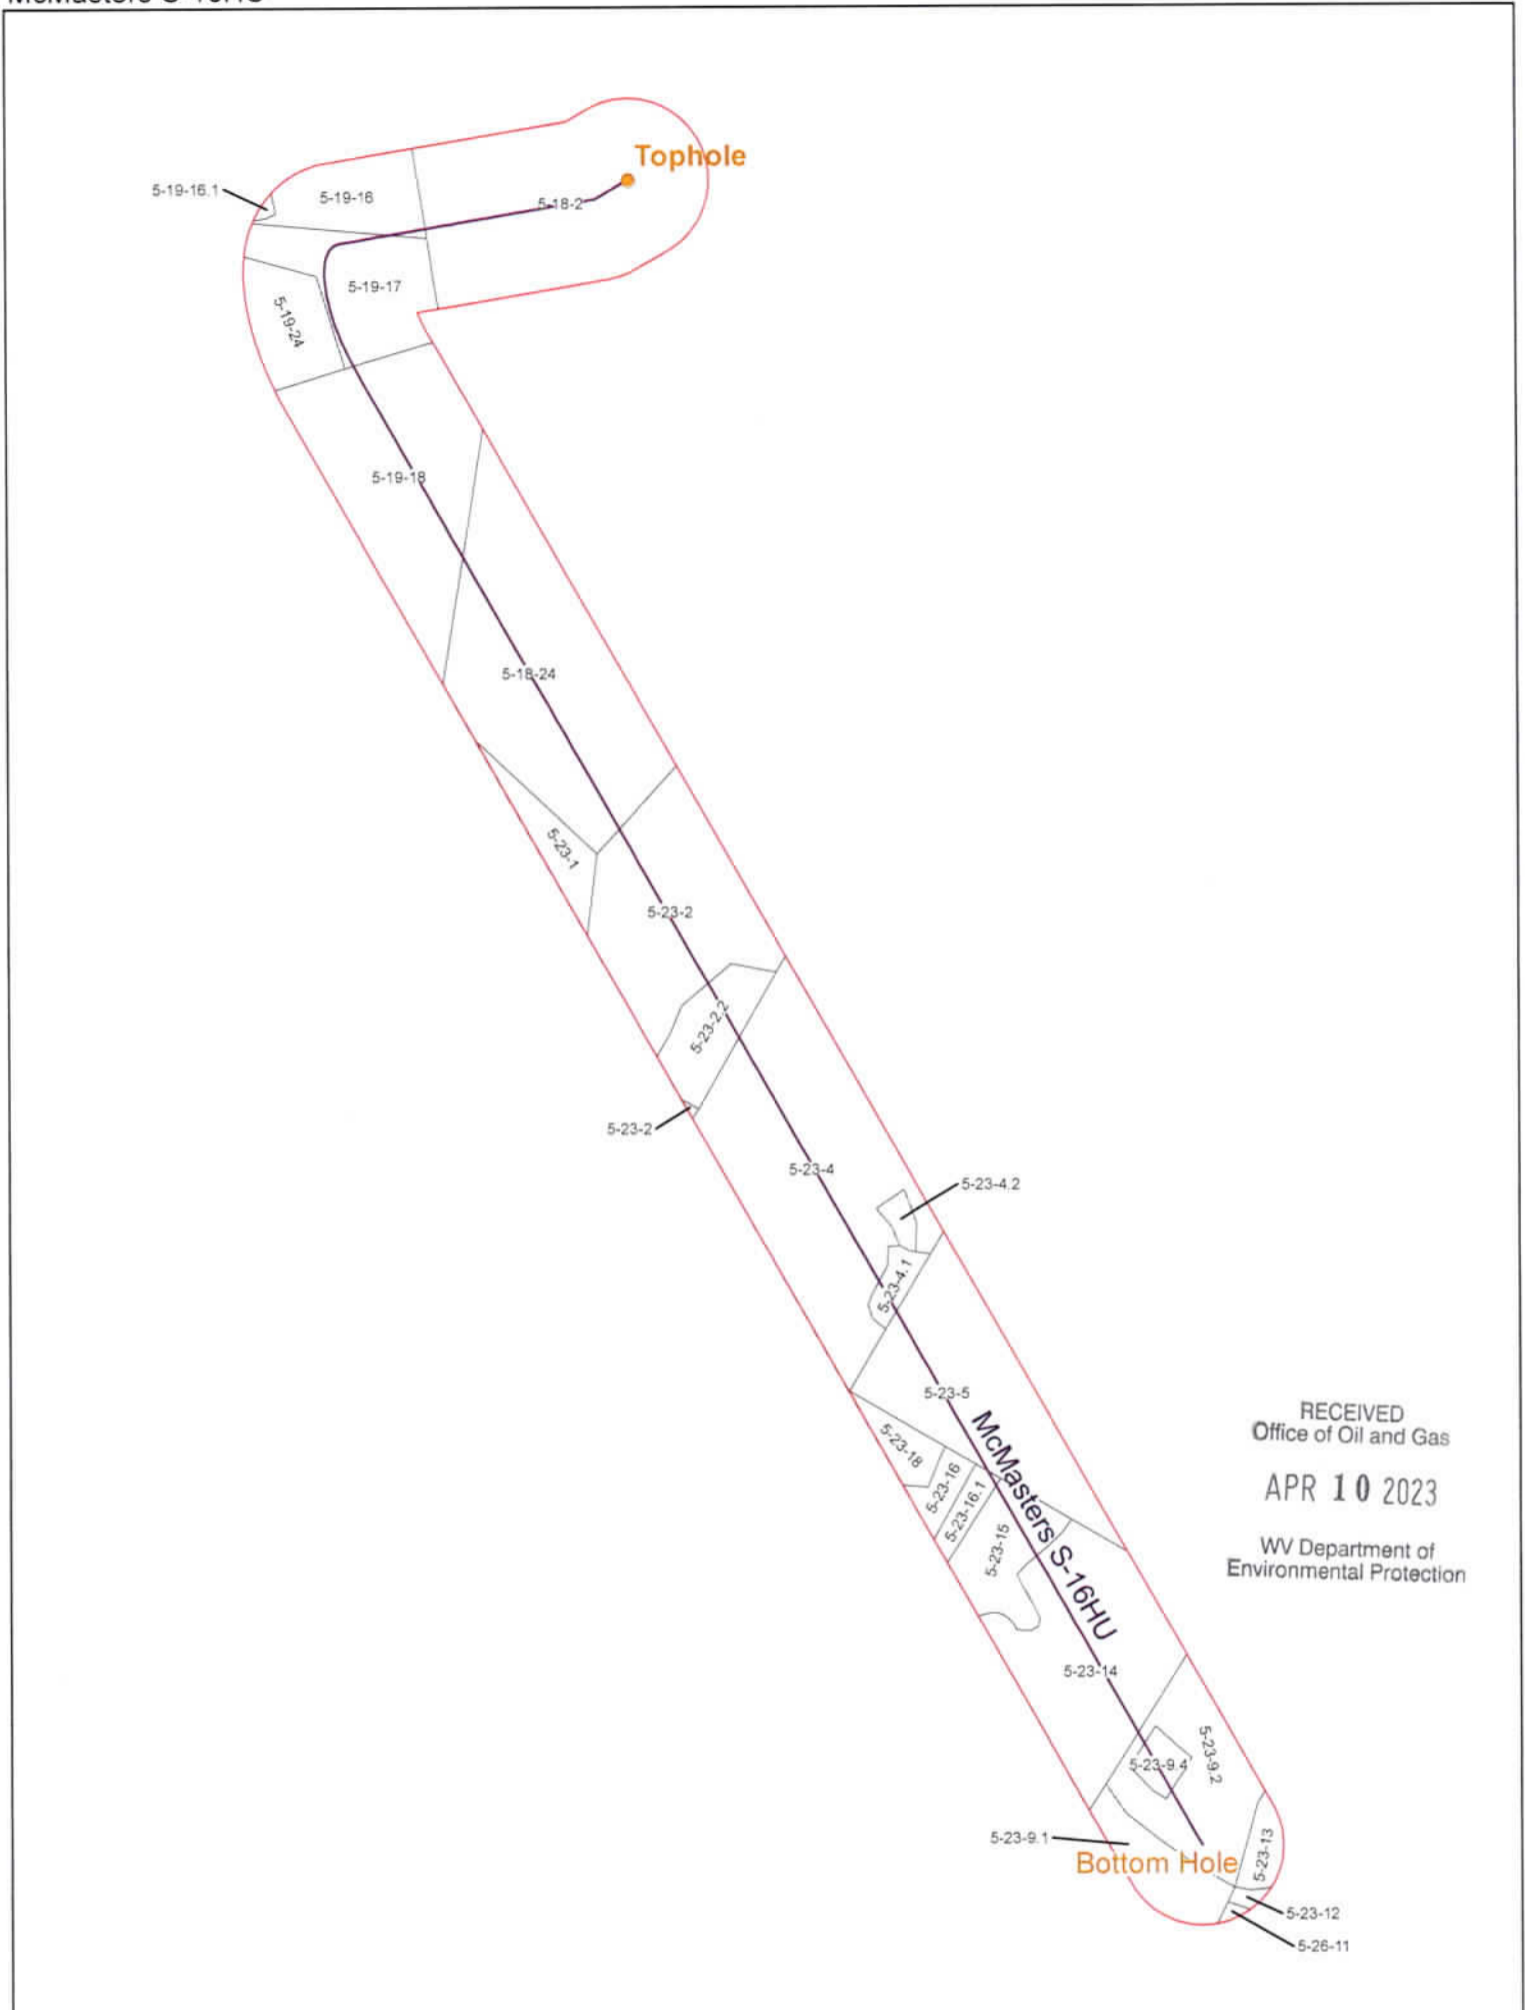 McMasters S-16HU
Tophole
5-19-16.1
5-19-16
5-18-2
5-19-17
5-19-24
5-19-18
5-18-24
5-23-1
5-23-2
5-23-2.2
5-23-2
5-23-4
5-23-4.2
5-23-4.1
5-23-5
McMasters S-16HU
5-23-18
5-23-16
5-23-16.1
5-23-15
5-23-14
RECEIVED
Office of Oil and Gas
APR 10 2023
WV Department of
Environmental Protection
5-23-9.4
5-23-9.2
5-23-9.1
5-23-13
Bottom Hole
5-23-12
5-26-11